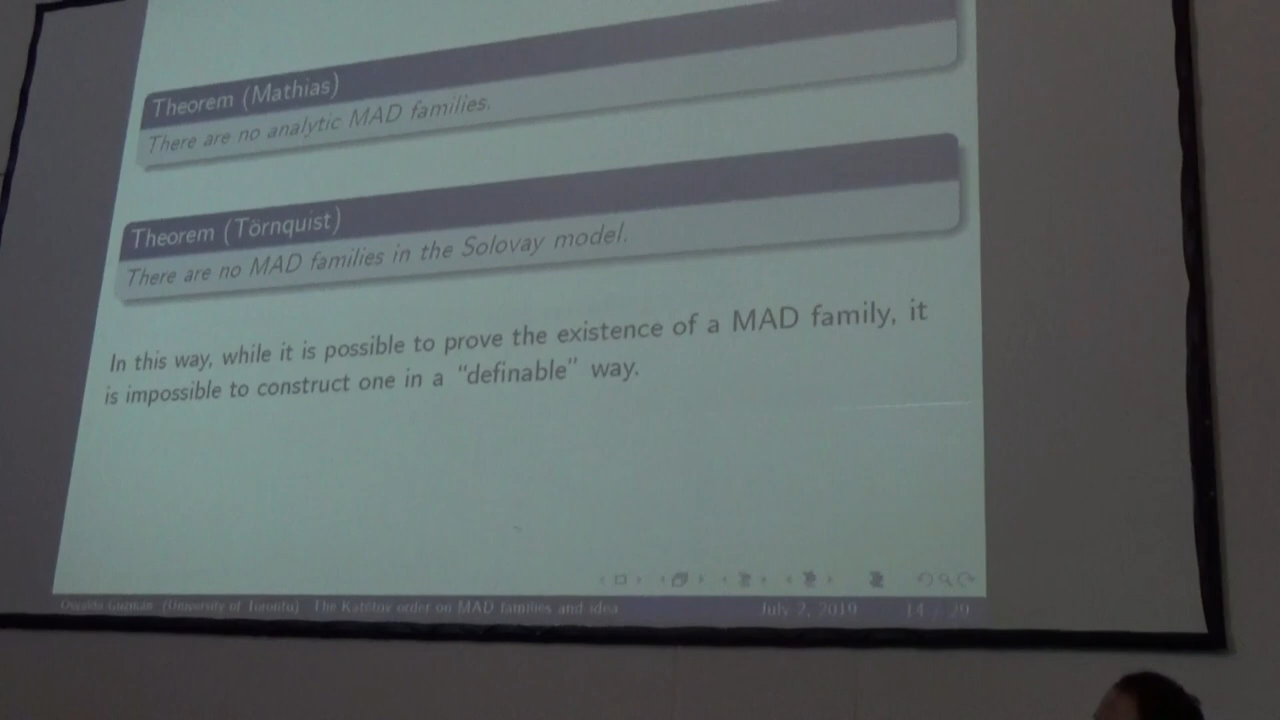 Theorem (Mathias)
There are no analytic MAD families.
Theorem (Törnquist)
There are no MAD families in the Solovay model.
In this way, while it is possible to prove the existence of a MAD family, it
is impossible to construct one in a “definable” way.
Osvaldo Guzmán (University of Toronto) The Katětov order on MAD families and idea July 2, 2019 14 / 29